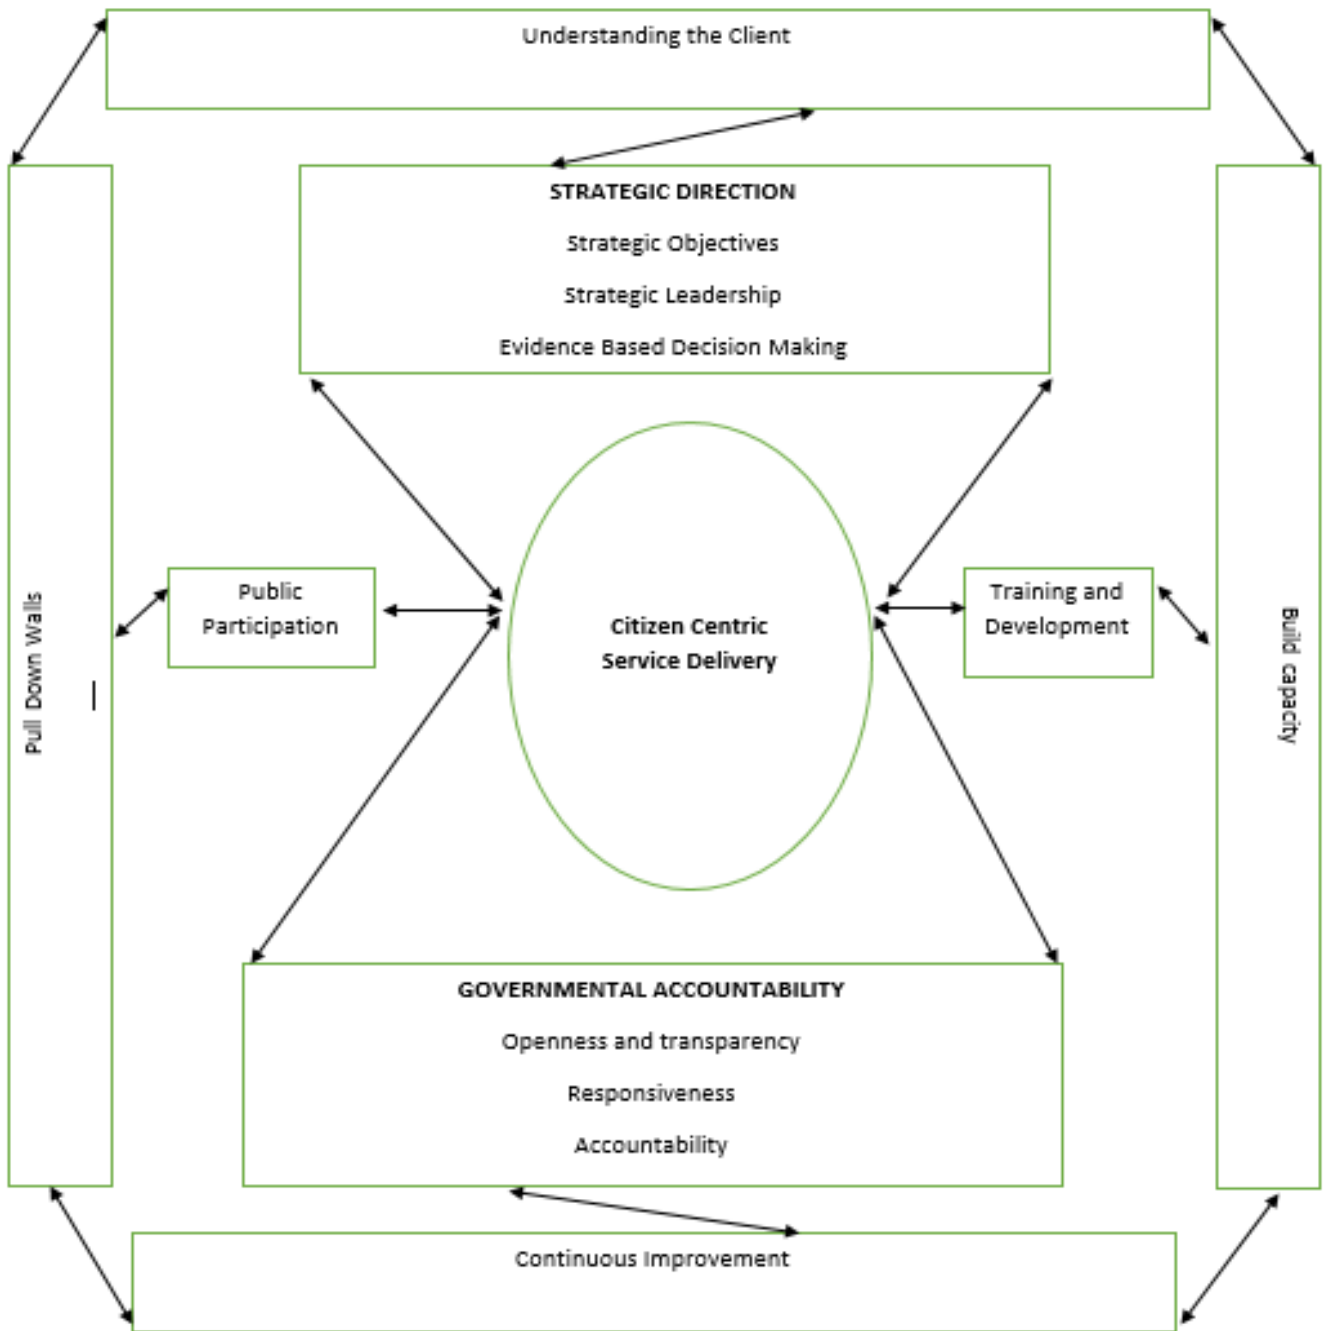 Understanding the Client
STRATEGIC DIRECTION
Strategic Objectives
Strategic Leadership
Evidence Based Decision Making
Pull Down Walls
Public
Participation
Citizen Centric
Service Delivery
Training and
Development
Build capacity
GOVERNMENTAL ACCOUNTABILITY
Openness and transparency
Responsiveness
Accountability
Continuous Improvement